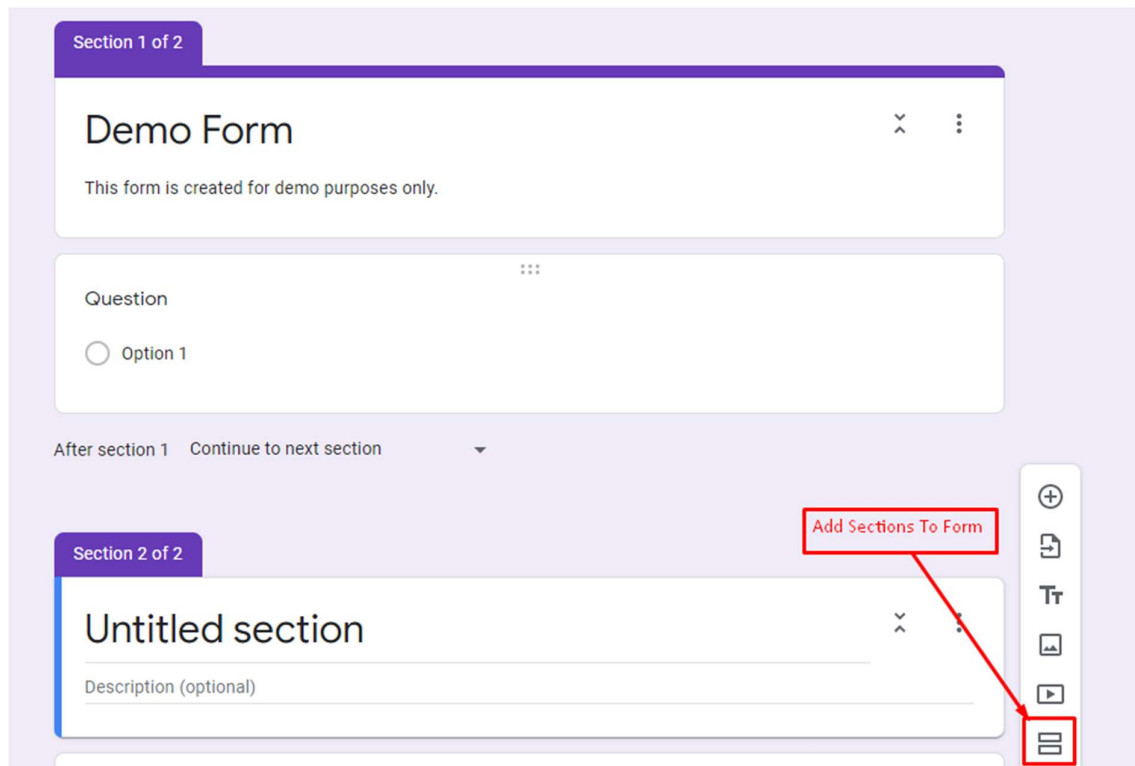 Section 1 of 2
Demo Form
This form is created for demo purposes only.
Question
Option 1
After section 1 Continue to next section
Add Sections To Form
Section 2 of 2
Tт
Untitled section
Description (optional)